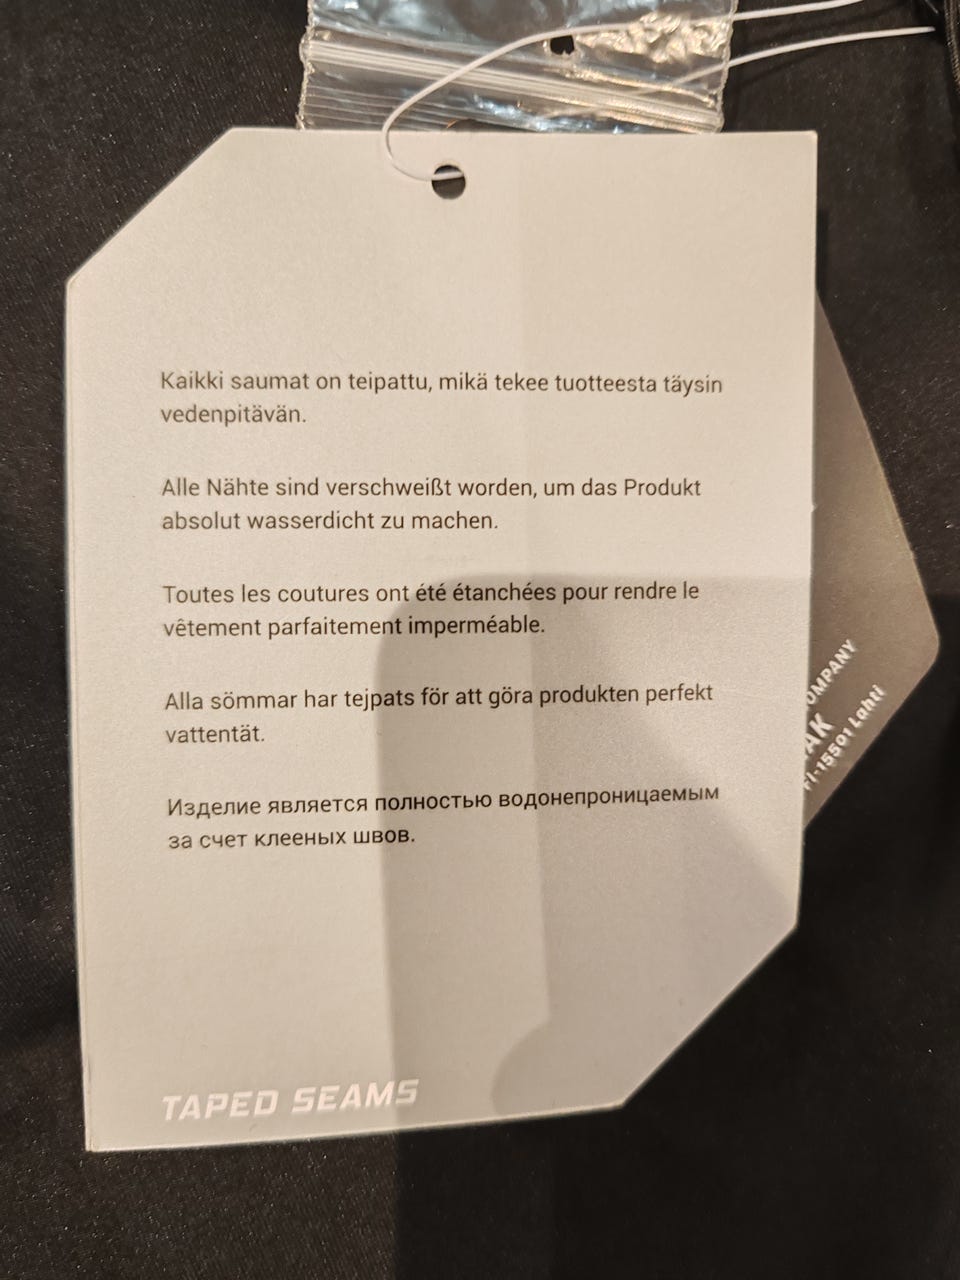 Kaikki saumat on teipattu, mikä tekee tuotteesta täysin
vedenpitävän.
Alle Nähte sind verschweißt worden, um das Produkt
absolut wasserdicht zu machen.
Toutes les coutures ont été étanchées pour rendre le
vêtement parfaitement imperméable.
Alla sömmar har tejpats för att göra produkten perfekt
vattentät.
Изделие является полностью водонепроницаемым
за счет клееных швов.
TAPED SEAMS
OMPANY
AK
FI-15501 Lahti